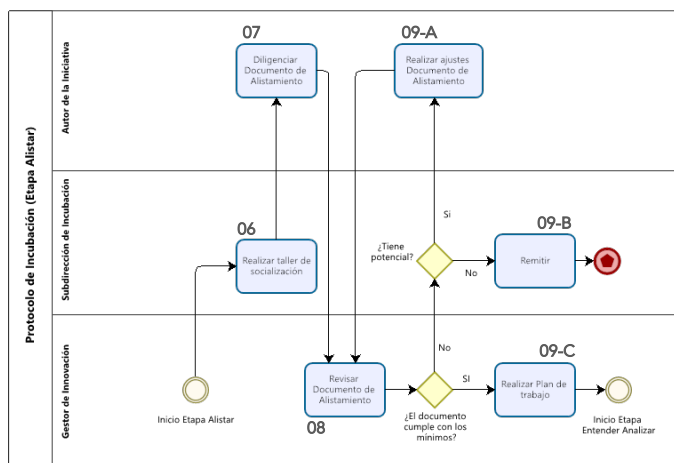 Protocolo de Incubación (Etapa Alistar)
Autor de la Iniciativa
07
Diligenciar
Documento de
Alistamiento
09-A
Realizar ajustes
Documento de
Alistamiento
Subdirección de Incubación
06
Realizar taller de
socialización
Si
¿Tiene
potencial?
No
09-B
Remitir
Gestor de Innovación
Inicio Etapa Alistar
Revisar
Documento de
Alistamiento
08
No
¿El documento
cumple con los
mínimos?
SI
09-C
Realizar Plan de
trabajo
Inicio Etapa
Entender Analizar